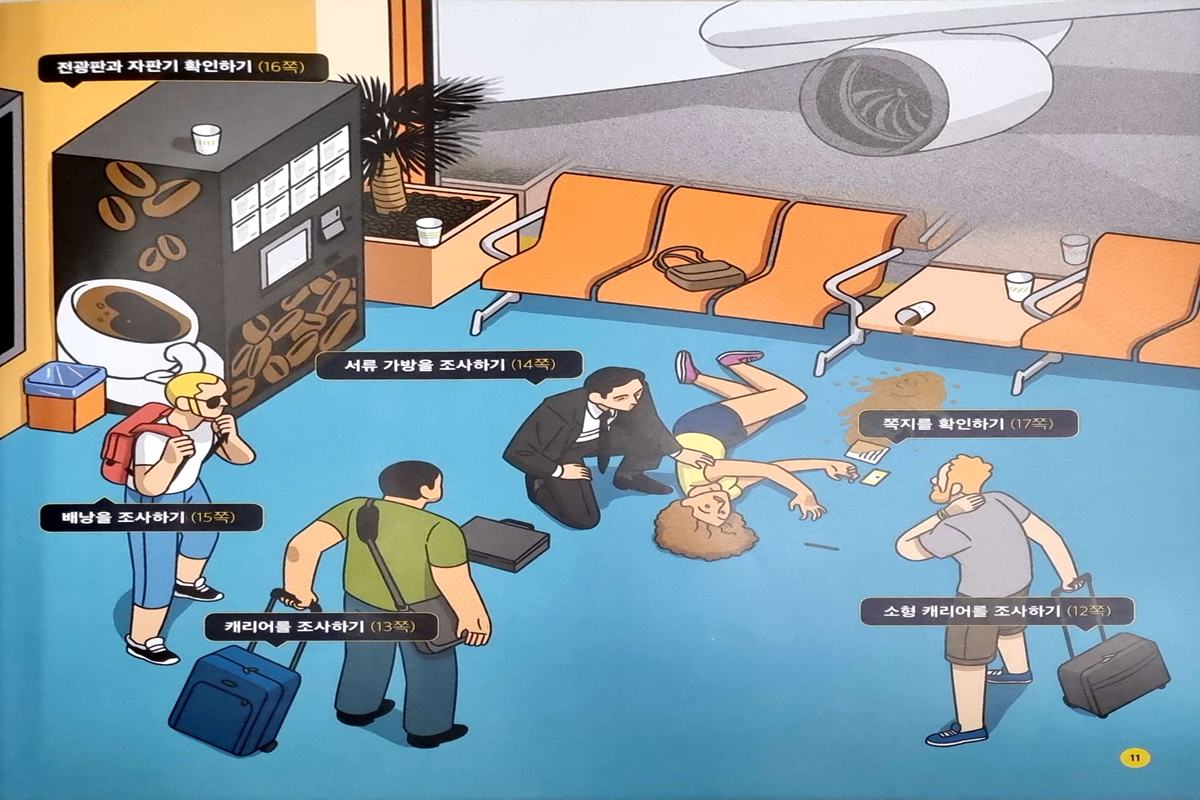 전광판과 자판기 확인하기 (16쪽)
서류 가방을 조사하기 (14쪽)
쪽지를 확인하기 (17쪽)
배낭을 조사하기 (15쪽)
캐리어를 조사하기 (13쪽)
소형 캐리어를 조사하기 (12쪽)
11